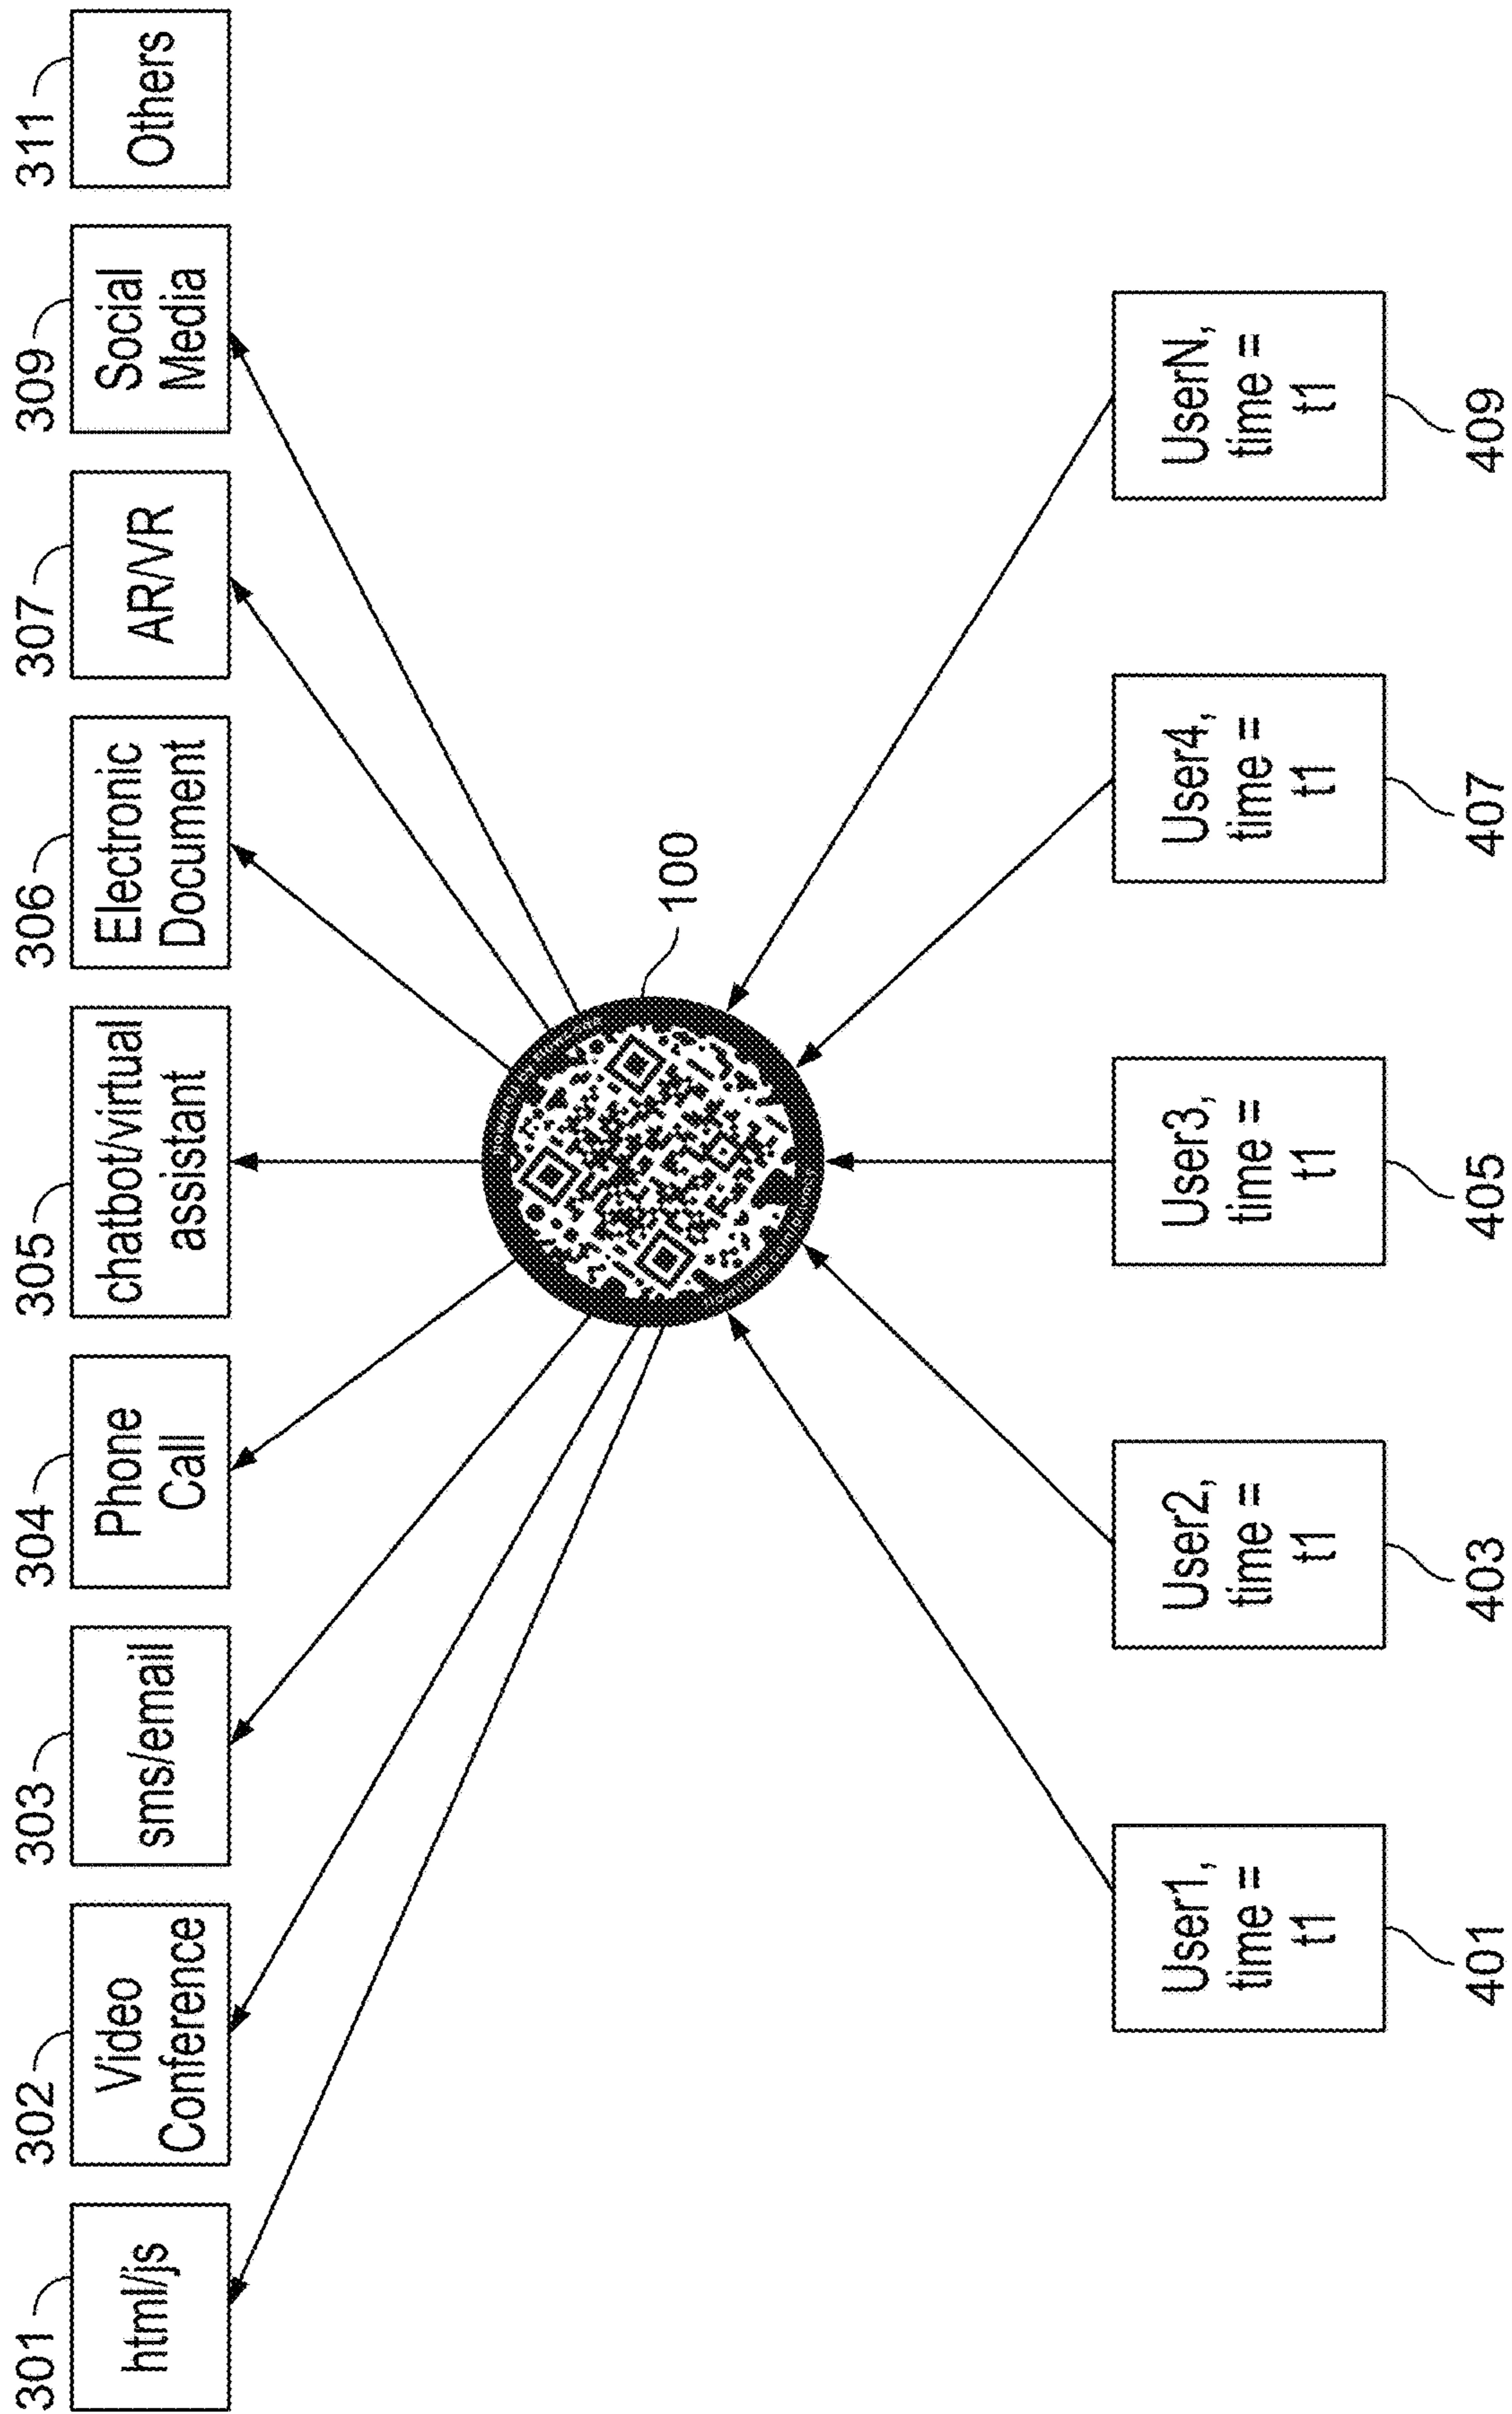 301
302
303
304
305
306
307
309
311
html/js
Video
Conference
sms/email
Phone
Call
chatbot/virtual
assistant
Electronic
Document
AR/VR
Social
Media
Others
100
User1,
time =
t1
User2,
time =
t1
User3,
time =
t1
User4,
time =
t1
UserN,
time =
t1
401
403
405
407
409